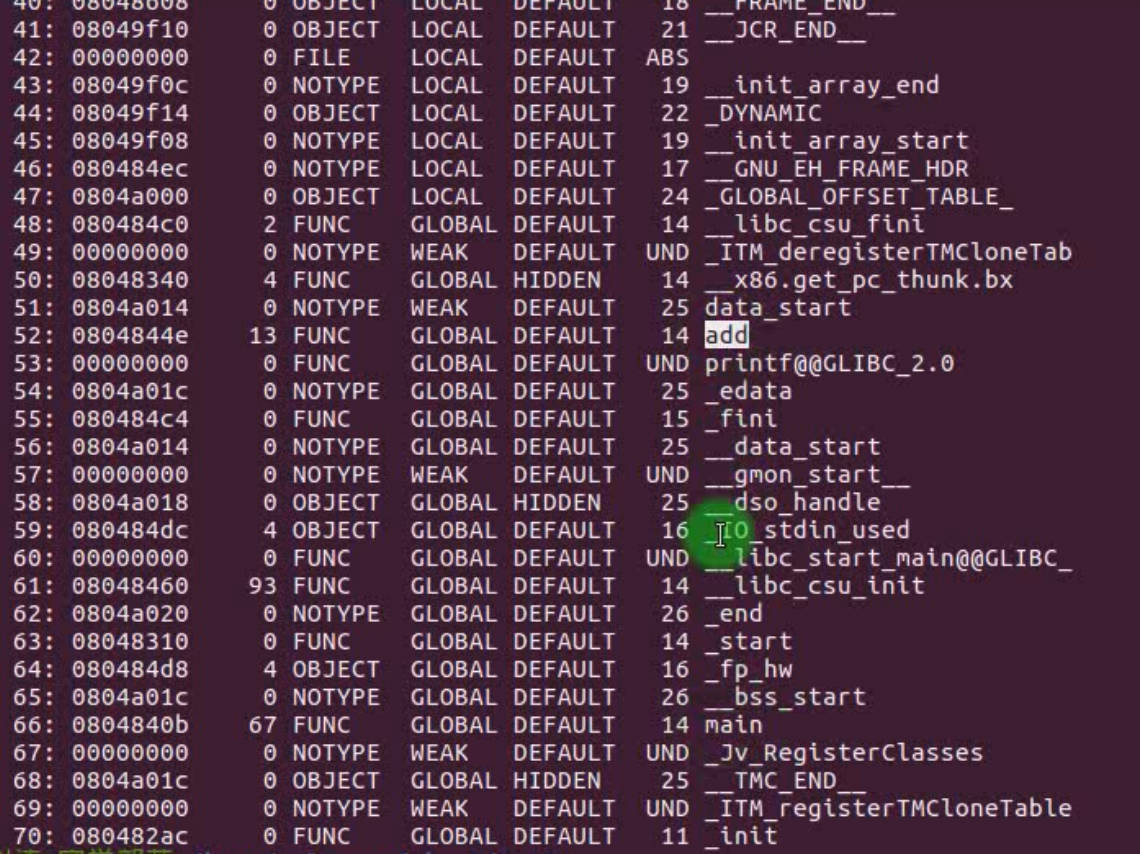 40: 08048608 0 OBJECT LOCAL DEFAULT 18 __FRAME_END__
41: 08049f10 0 OBJECT LOCAL DEFAULT 21 __JCR_END__
42: 00000000 0 FILE LOCAL DEFAULT ABS
43: 08049f0c 0 NOTYPE LOCAL DEFAULT 19 __init_array_end
44: 08049f14 0 OBJECT LOCAL DEFAULT 22 _DYNAMIC
45: 08049f08 0 NOTYPE LOCAL DEFAULT 19 __init_array_start
46: 080484ec 0 NOTYPE LOCAL DEFAULT 17 __GNU_EH_FRAME_HDR
47: 0804a000 0 OBJECT LOCAL DEFAULT 24 _GLOBAL_OFFSET_TABLE_
48: 080484c0 2 FUNC GLOBAL DEFAULT 14 __libc_csu_fini
49: 00000000 0 NOTYPE WEAK DEFAULT UND _ITM_deregisterTMCloneTab
50: 08048340 4 FUNC GLOBAL HIDDEN 14 __x86.get_pc_thunk.bx
51: 0804a014 0 NOTYPE WEAK DEFAULT 25 data_start
52: 0804844e 13 FUNC GLOBAL DEFAULT 14 add
53: 00000000 0 FUNC GLOBAL DEFAULT UND printf@@GLIBC_2.0
54: 0804a01c 0 NOTYPE GLOBAL DEFAULT 25 _edata
55: 080484c4 0 FUNC GLOBAL DEFAULT 15 _fini
56: 0804a014 0 NOTYPE GLOBAL DEFAULT 25 __data_start
57: 00000000 0 NOTYPE WEAK DEFAULT UND __gmon_start__
58: 0804a018 0 OBJECT GLOBAL HIDDEN 25 __dso_handle
59: 080484dc 4 OBJECT GLOBAL DEFAULT 16 _IO_stdin_used
60: 00000000 0 FUNC GLOBAL DEFAULT UND __libc_start_main@@GLIBC_
61: 08048460 93 FUNC GLOBAL DEFAULT 14 __libc_csu_init
62: 0804a020 0 NOTYPE GLOBAL DEFAULT 26 _end
63: 08048310 0 FUNC GLOBAL DEFAULT 14 _start
64: 080484d8 4 OBJECT GLOBAL DEFAULT 16 _fp_hw
65: 0804a01c 0 NOTYPE GLOBAL DEFAULT 26 __bss_start
66: 0804840b 67 FUNC GLOBAL DEFAULT 14 main
67: 00000000 0 NOTYPE WEAK DEFAULT UND _Jv_RegisterClasses
68: 0804a01c 0 OBJECT GLOBAL HIDDEN 25 __TMC_END__
69: 00000000 0 NOTYPE WEAK DEFAULT UND _ITM_registerTMCloneTable
70: 080482ac 0 FUNC GLOBAL DEFAULT 11 _init